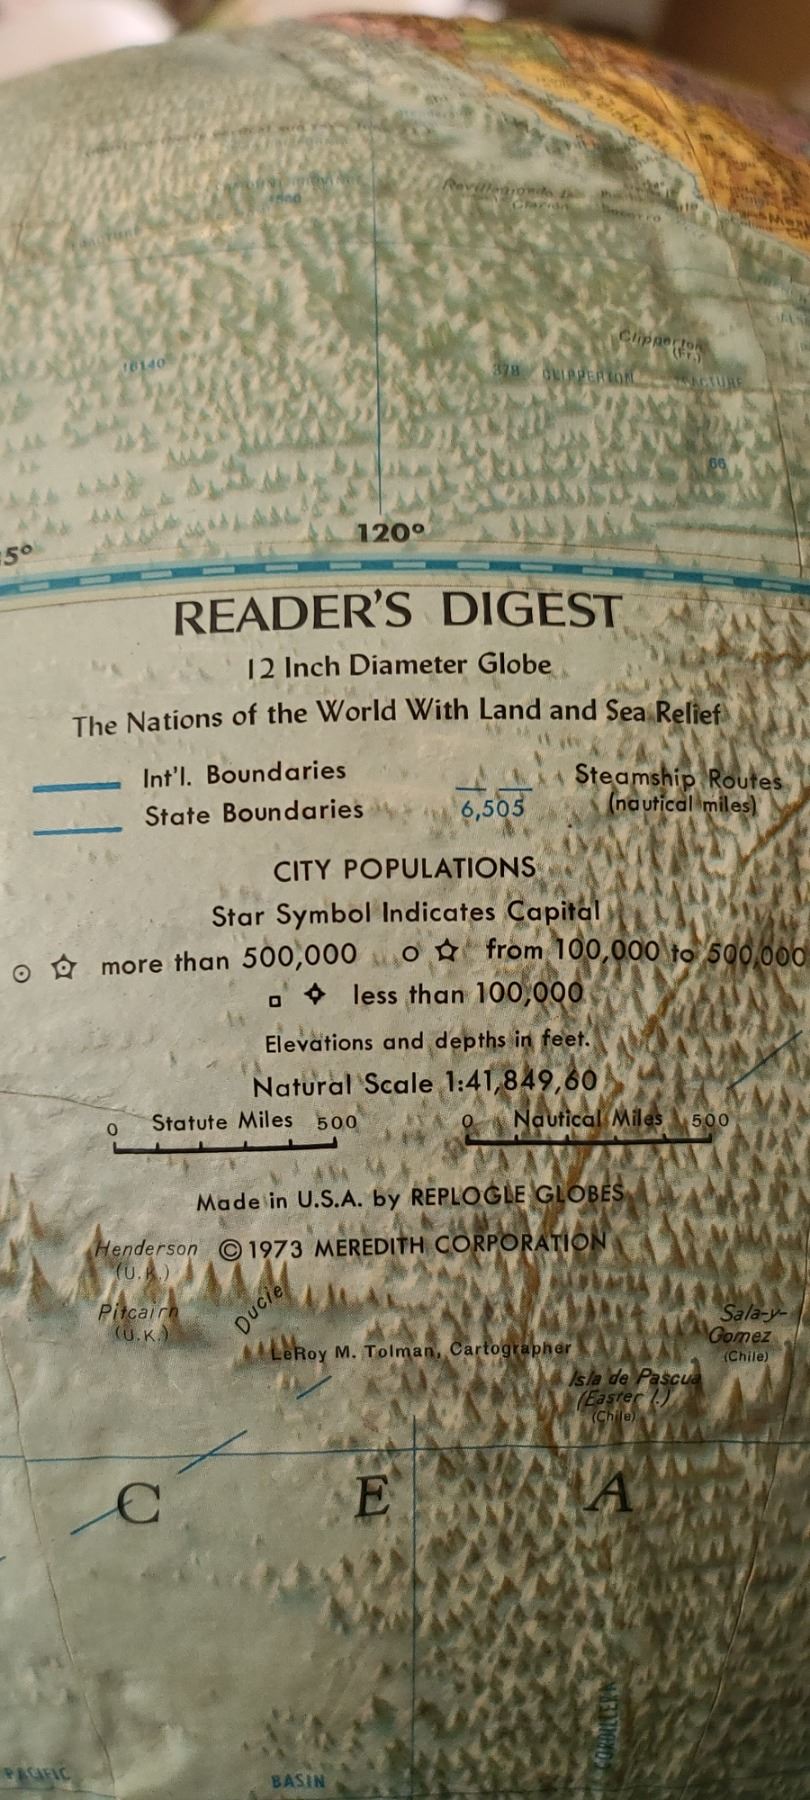 Clarion
Socorro
Clipperton
(Fr.)
16140
378 CLIPPERTON FRACTURE
66
120°
5°
READER'S DIGEST
12 Inch Diameter Globe
The Nations of the World With Land and Sea Relief
Int'l. Boundaries
State Boundaries
6,505
Steamship Routes
(nautical miles)
CITY POPULATIONS
Star Symbol Indicates Capital
more than 500,000 from 100,000 to 500,000
less than 100,000
Elevations and depths in feet.
Natural Scale 1:41,849,60
0 Statute Miles 500
0 Nautical Miles 500
Made in U.S.A. by REPLOGLE GLOBES
©1973 MEREDITH CORPORATION
Henderson
(U.K.)
Pitcairn
(U.K.)
Ducie
LeRoy M. Tolman, Cartographer
Sala-y-
Gomez
(Chile)
Isla de Pascua
(Easter I.)
(Chile)
C E A
CORDILLERA
PACIFIC BASIN